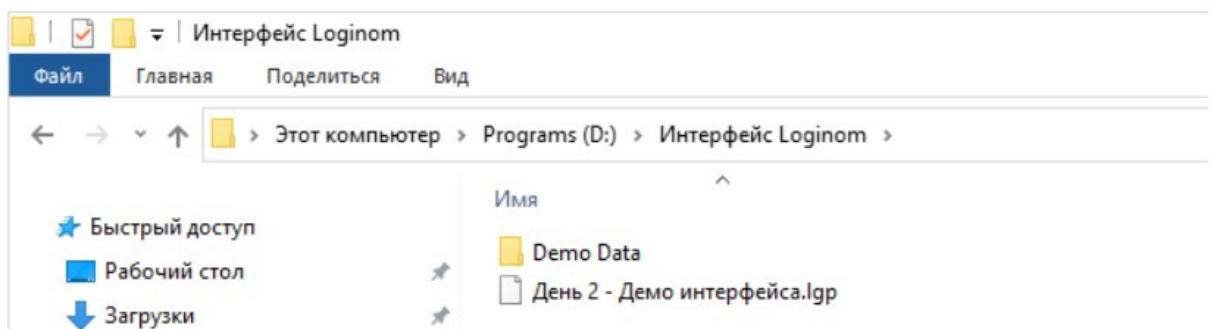 Интерфейс Loginom
Файл Главная Поделиться Вид
Этот компьютер > Programs (D:) > Интерфейс Loginom >
Имя
Быстрый доступ
Demo Data
Рабочий стол
День 2 - Демо интерфейса.lgp
Загрузки